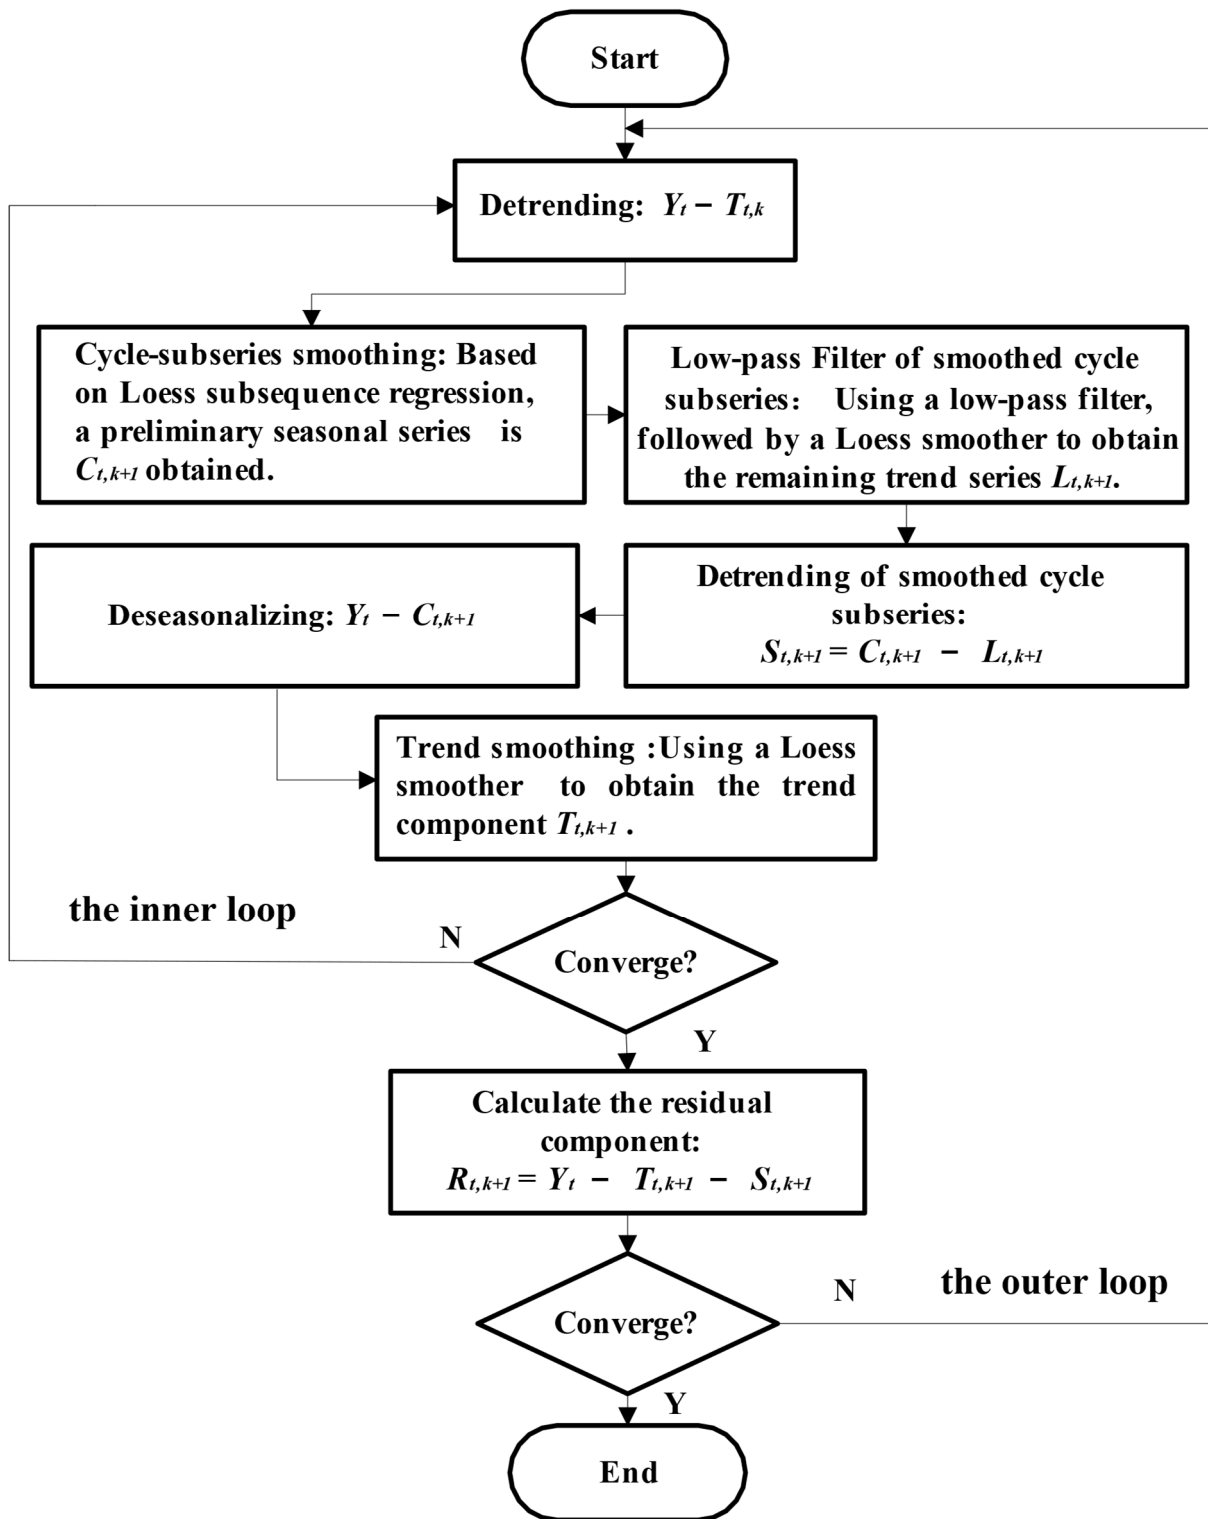 Start
Detrending: Yt − Tt,k
Cycle-subseries smoothing: Based
on Loess subsequence regression,
a preliminary seasonal series is
Ct,k+1 obtained.
Low-pass Filter of smoothed cycle
subseries: Using a low-pass filter,
followed by a Loess smoother to obtain
the remaining trend series Lt,k+1.
Detrending of smoothed cycle
subseries:
St,k+1 = Ct,k+1 − Lt,k+1
Deseasonalizing: Yt − Ct,k+1
Trend smoothing :Using a Loess
smoother to obtain the trend
component Tt,k+1 .
the inner loop
N
Converge?
Y
Calculate the residual
component:
Rt,k+1 = Yt − Tt,k+1 − St,k+1
Converge?
N
the outer loop
Y
End